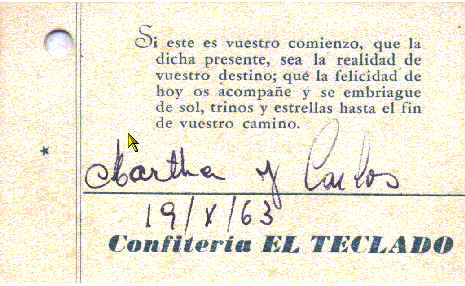 Si este es vuestro comienzo, que la
dicha presente, sea la realidad de
vuestro destino; que la felicidad de
hoy os acompañe y se embriague
de sol, trinos y estrellas hasta el fin
de vuestro camino.
Martha y Carlos
19/X/63
Confitería EL TECLADO